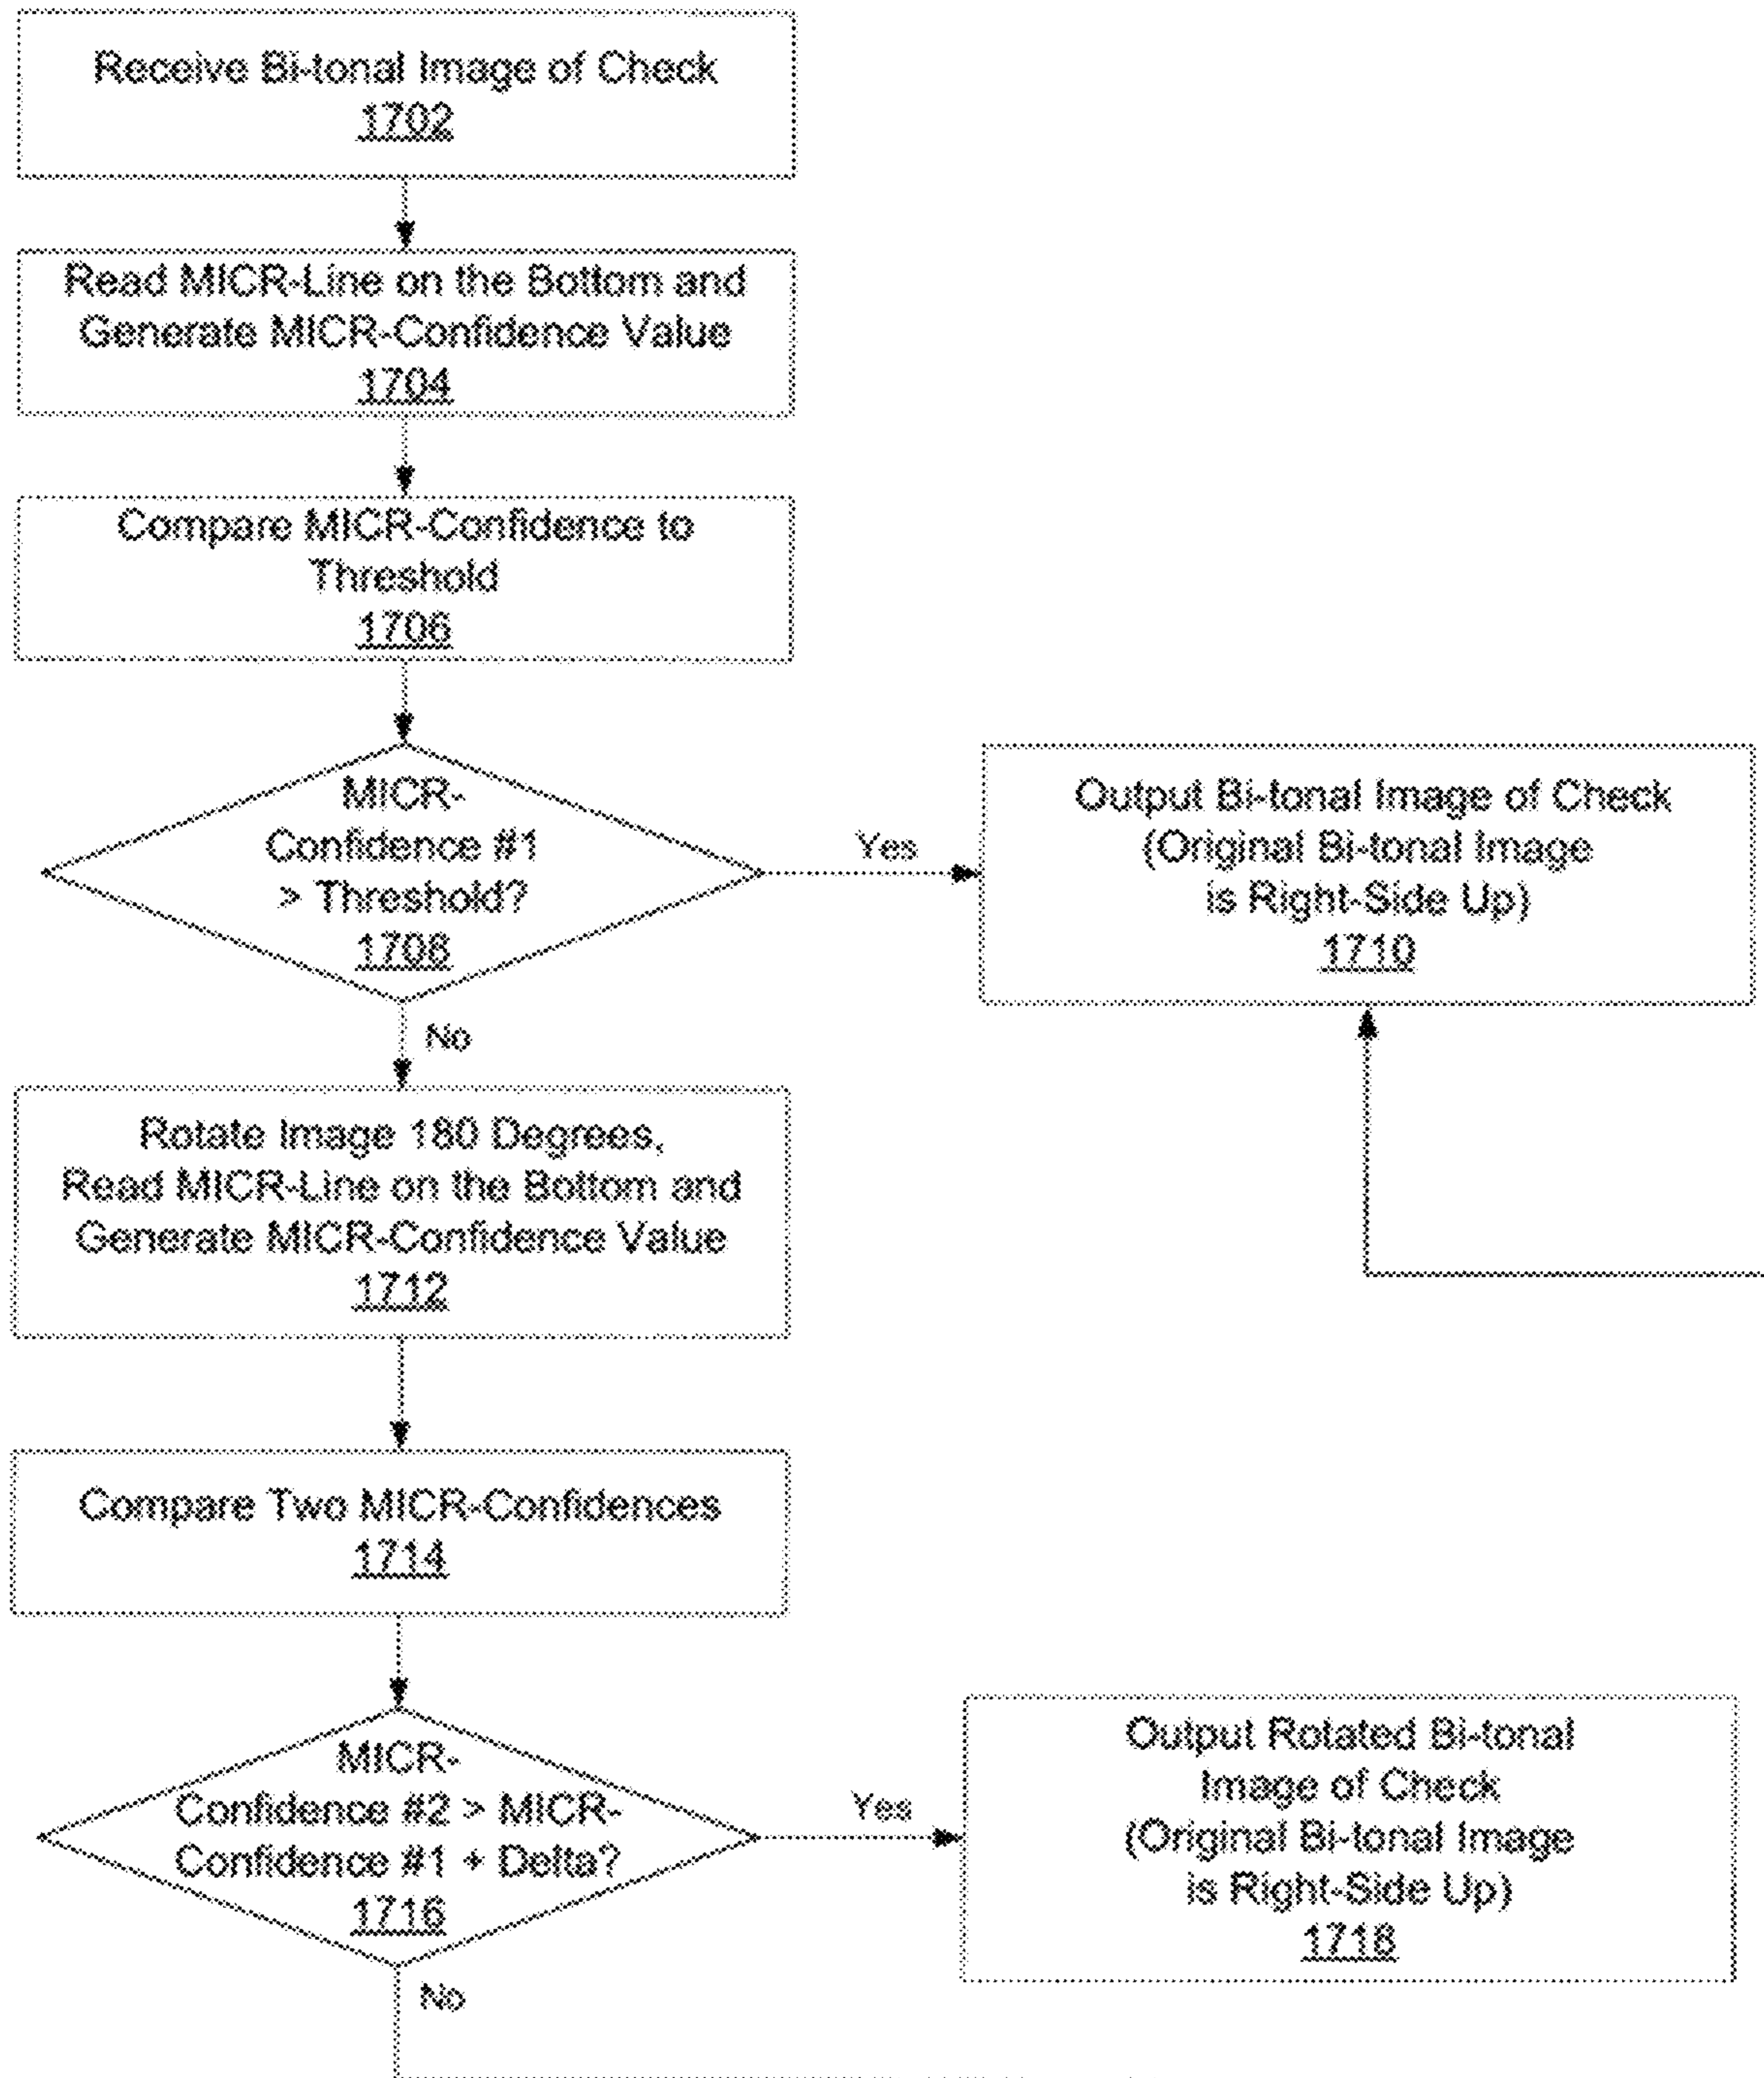 Receive Bi-tonal Image of Check
1702
Read MICR-Line on the Bottom and
Generate MICR-Confidence Value
1704
Compare MICR-Confidence to
Threshold
1706
MICR-
Confidence #1
> Threshold?
1708
Yes
Output Bi-tonal Image of Check
(Original Bi-tonal Image
is Right-Side Up)
1710
No
Rotate Image 180 Degrees,
Read MICR-Line on the Bottom and
Generate MICR-Confidence Value
1712
Compare Two MICR-Confidences
1714
MICR-
Confidence #2 > MICR-
Confidence #1 + Delta?
1716
Yes
Output Rotated Bi-tonal
Image of Check
(Original Bi-tonal Image
is Right-Side Up)
1718
No